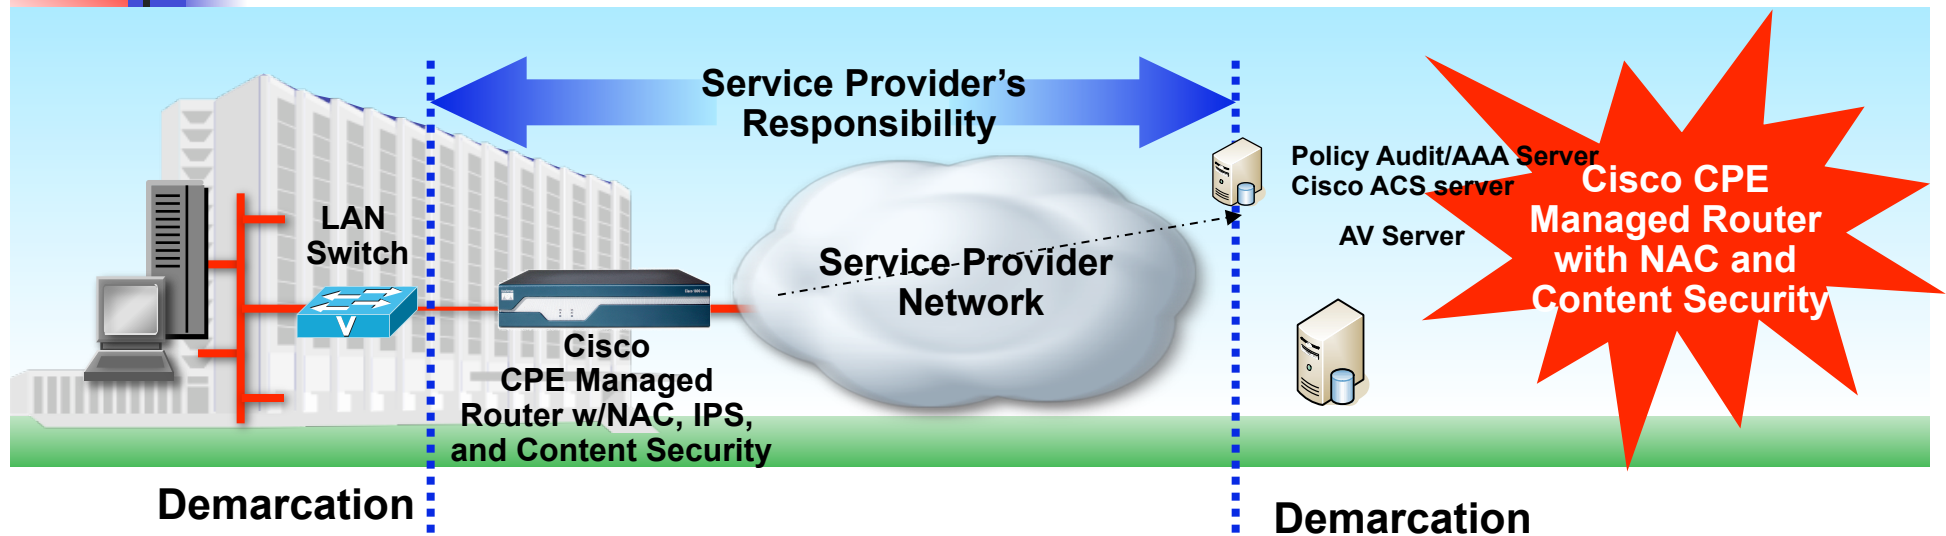 Service Provider’s
Responsibility
Policy Audit/AAA Server
Cisco ACS server
AV Server
Cisco CPE
Managed Router
with NAC and
Content Security
LAN
Switch
V
Service Provider
Network
Cisco
CPE Managed
Router w/NAC, IPS,
and Content Security
Demarcation
Demarcation